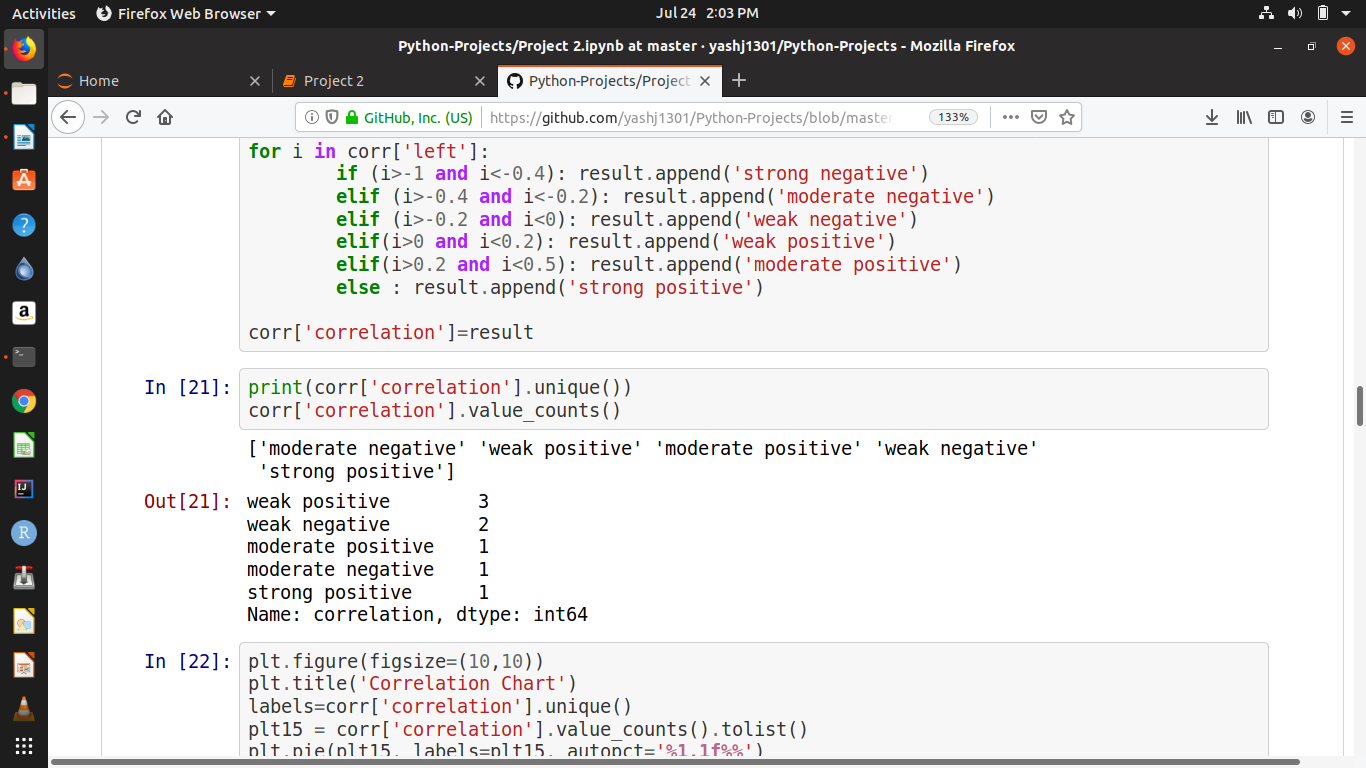 Activities Firefox Web Browser Jul 24 2:03 PM
Python-Projects/Project 2.ipynb at master · yashj1301/Python-Projects - Mozilla Firefox
Home Project 2 Python-Projects/Project
GitHub, Inc. (US) https://github.com/yashj1301/Python-Projects/blob/master 133%
for i in corr['left']:
        if (i>-1 and i<-0.4): result.append('strong negative')
        elif (i>-0.4 and i<-0.2): result.append('moderate negative')
        elif (i>-0.2 and i<0): result.append('weak negative')
        elif(i>0 and i<0.2): result.append('weak positive')
        elif(i>0.2 and i<0.5): result.append('moderate positive')
        else : result.append('strong positive')
corr['correlation']=result
In [21]: print(corr['correlation'].unique())
corr['correlation'].value_counts()
['moderate negative' 'weak positive' 'moderate positive' 'weak negative'
 'strong positive']
Out[21]: weak positive        3
weak negative        2
moderate positive    1
moderate negative    1
strong positive      1
Name: correlation, dtype: int64
In [22]: plt.figure(figsize=(10,10))
plt.title('Correlation Chart')
labels=corr['correlation'].unique()
plt15 = corr['correlation'].value_counts().tolist()
plt.pie(plt15, labels=plt15, autopct='%1.1f%%')